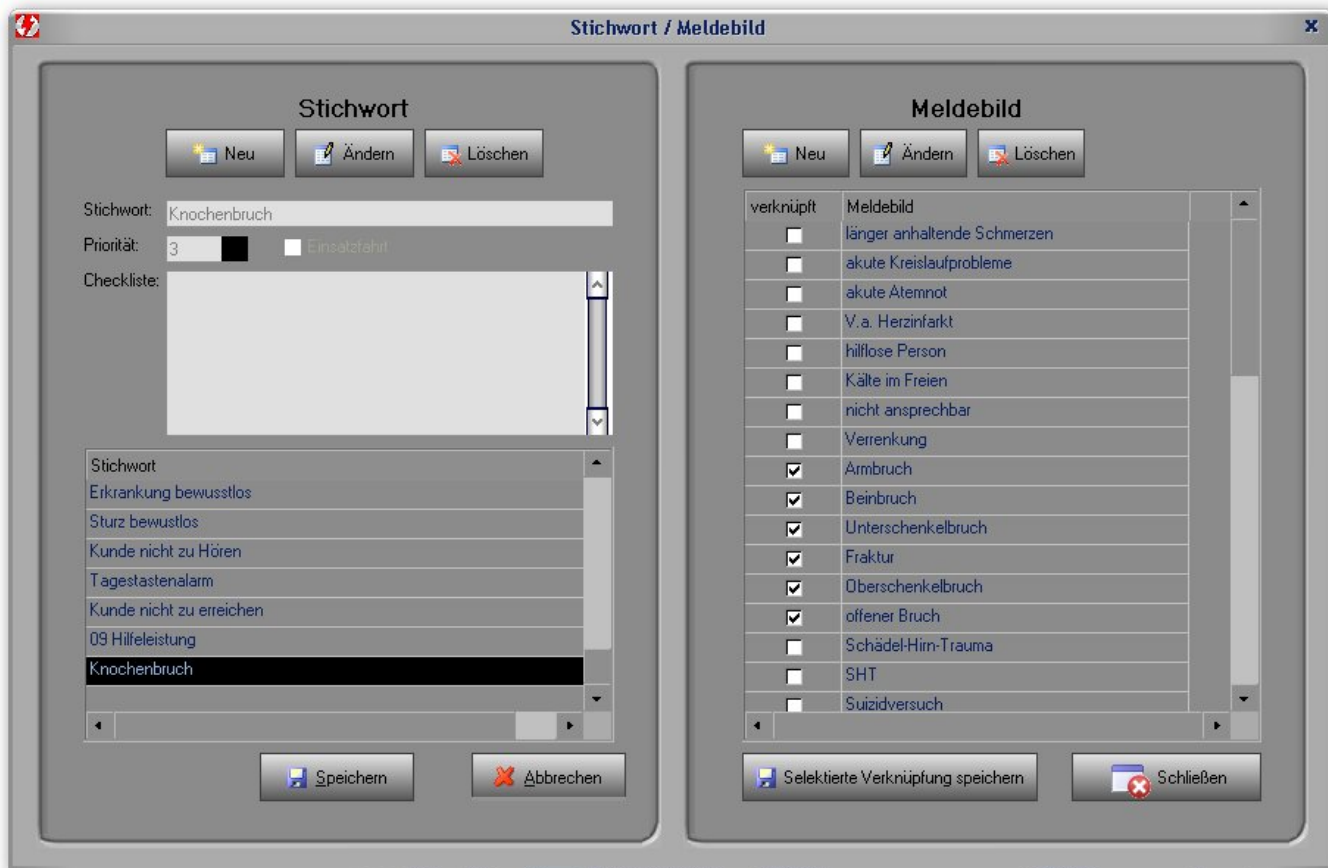 Stichwort / Meldebild
Stichwort
Neu
Ändern
Löschen
Stichwort: Knochenbruch
Priorität: 3
Einsatzfahrt
Checkliste:
Stichwort
Erkrankung bewusstlos
Sturz bewustlos
Kunde nicht zu Hören
Tagestastenalarm
Kunde nicht zu erreichen
09 Hilfeleistung
Knochenbruch
Speichern
Abbrechen
Meldebild
Neu
Ändern
Löschen
verknüpft Meldebild
länger anhaltende Schmerzen
akute Kreislaufprobleme
akute Atemnot
V.a. Herzinfarkt
hilflose Person
Kälte im Freien
nicht ansprechbar
Verrenkung
Armbruch
Beinbruch
Unterschenkelbruch
Fraktur
Oberschenkelbruch
offener Bruch
Schädel-Hirn-Trauma
SHT
Suizidversuch
Selektierte Verknüpfung speichern
Schließen